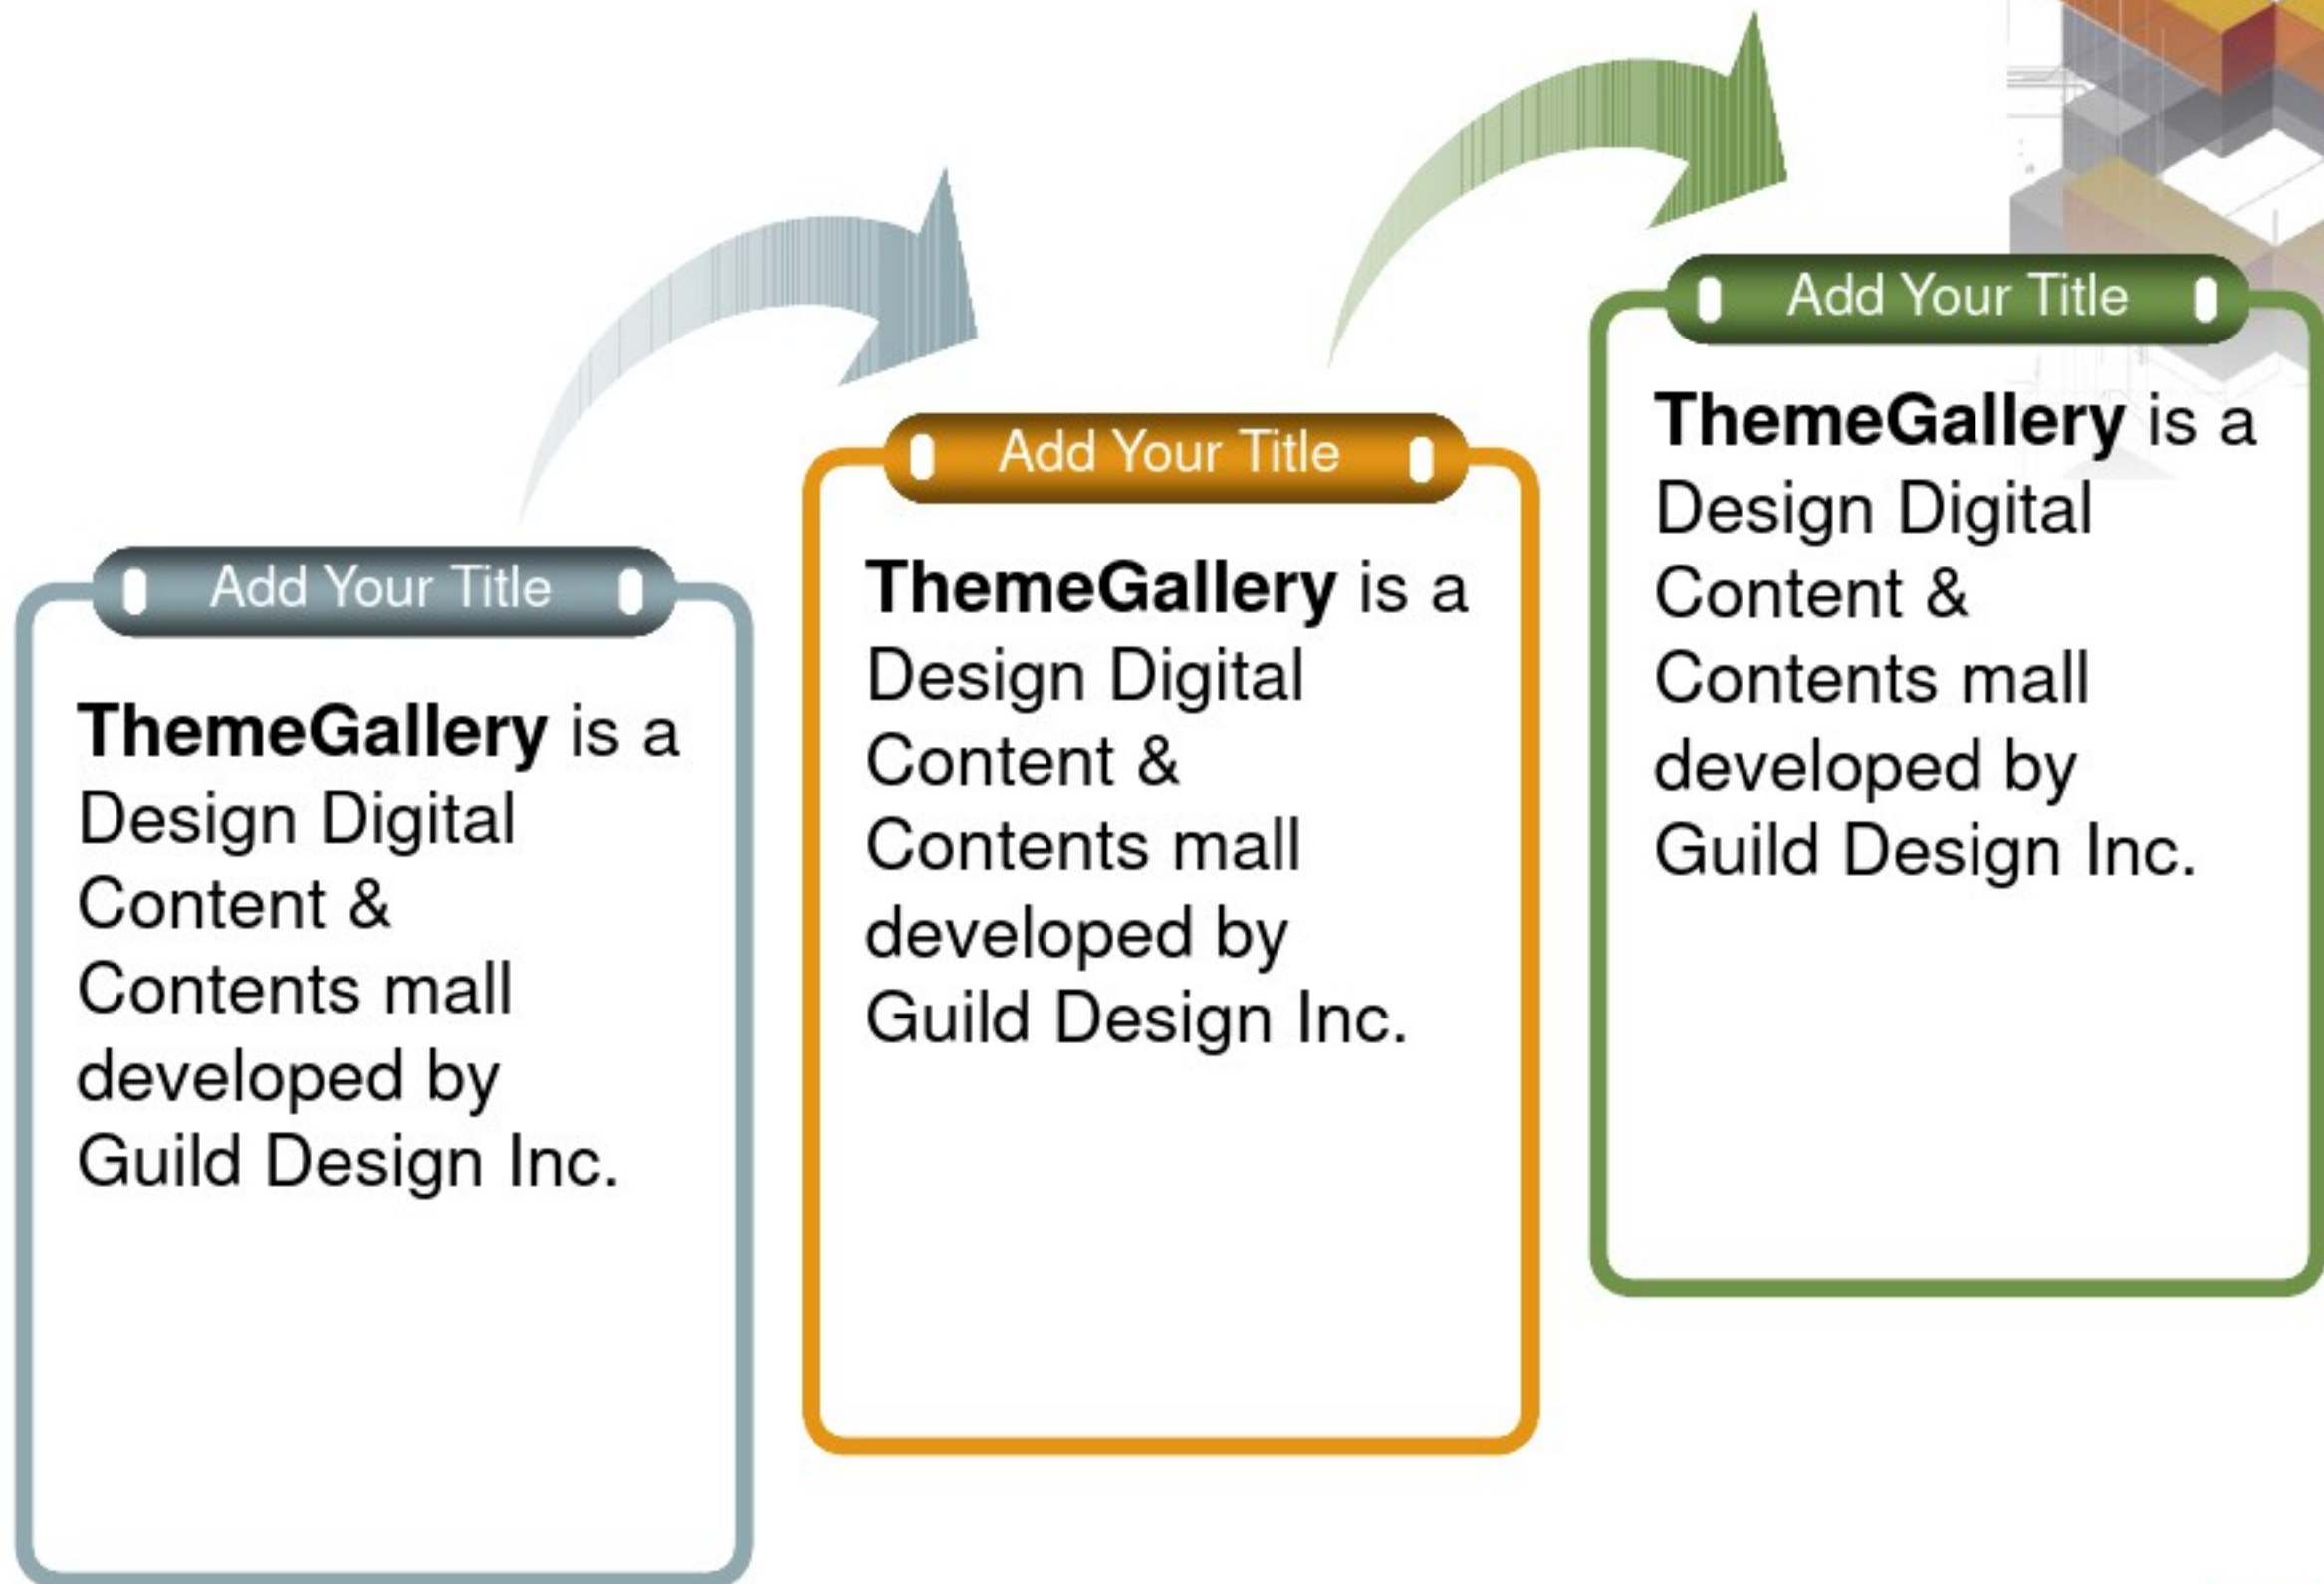 Add Your Title
ThemeGallery is a
Design Digital
Content &
Contents mall
developed by
Guild Design Inc.
Add Your Title
ThemeGallery is a
Design Digital
Content &
Contents mall
developed by
Guild Design Inc.
Add Your Title
ThemeGallery is a
Design Digital
Content &
Contents mall
developed by
Guild Design Inc.